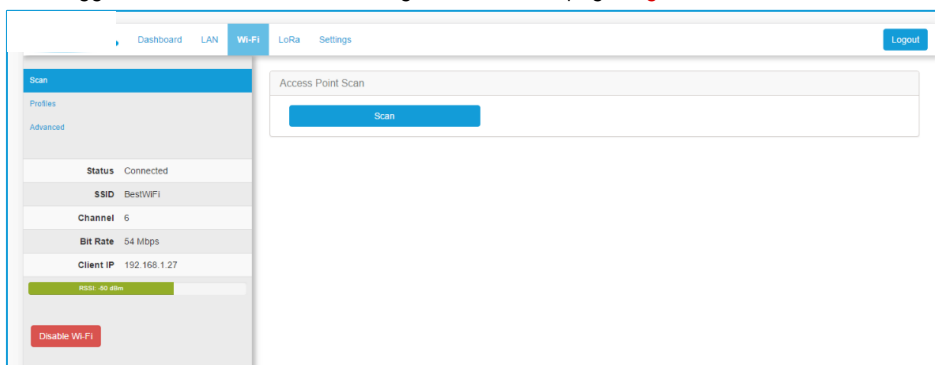 Dashboard LAN Wi-Fi LoRa Settings Logout
Scan
Profiles
Advanced
Access Point Scan
Scan
Status Connected
SSID BestWiFi
Channel 6
Bit Rate 54 Mbps
Client IP 192.168.1.27
RSSI: -50 dBm
Disable Wi-Fi